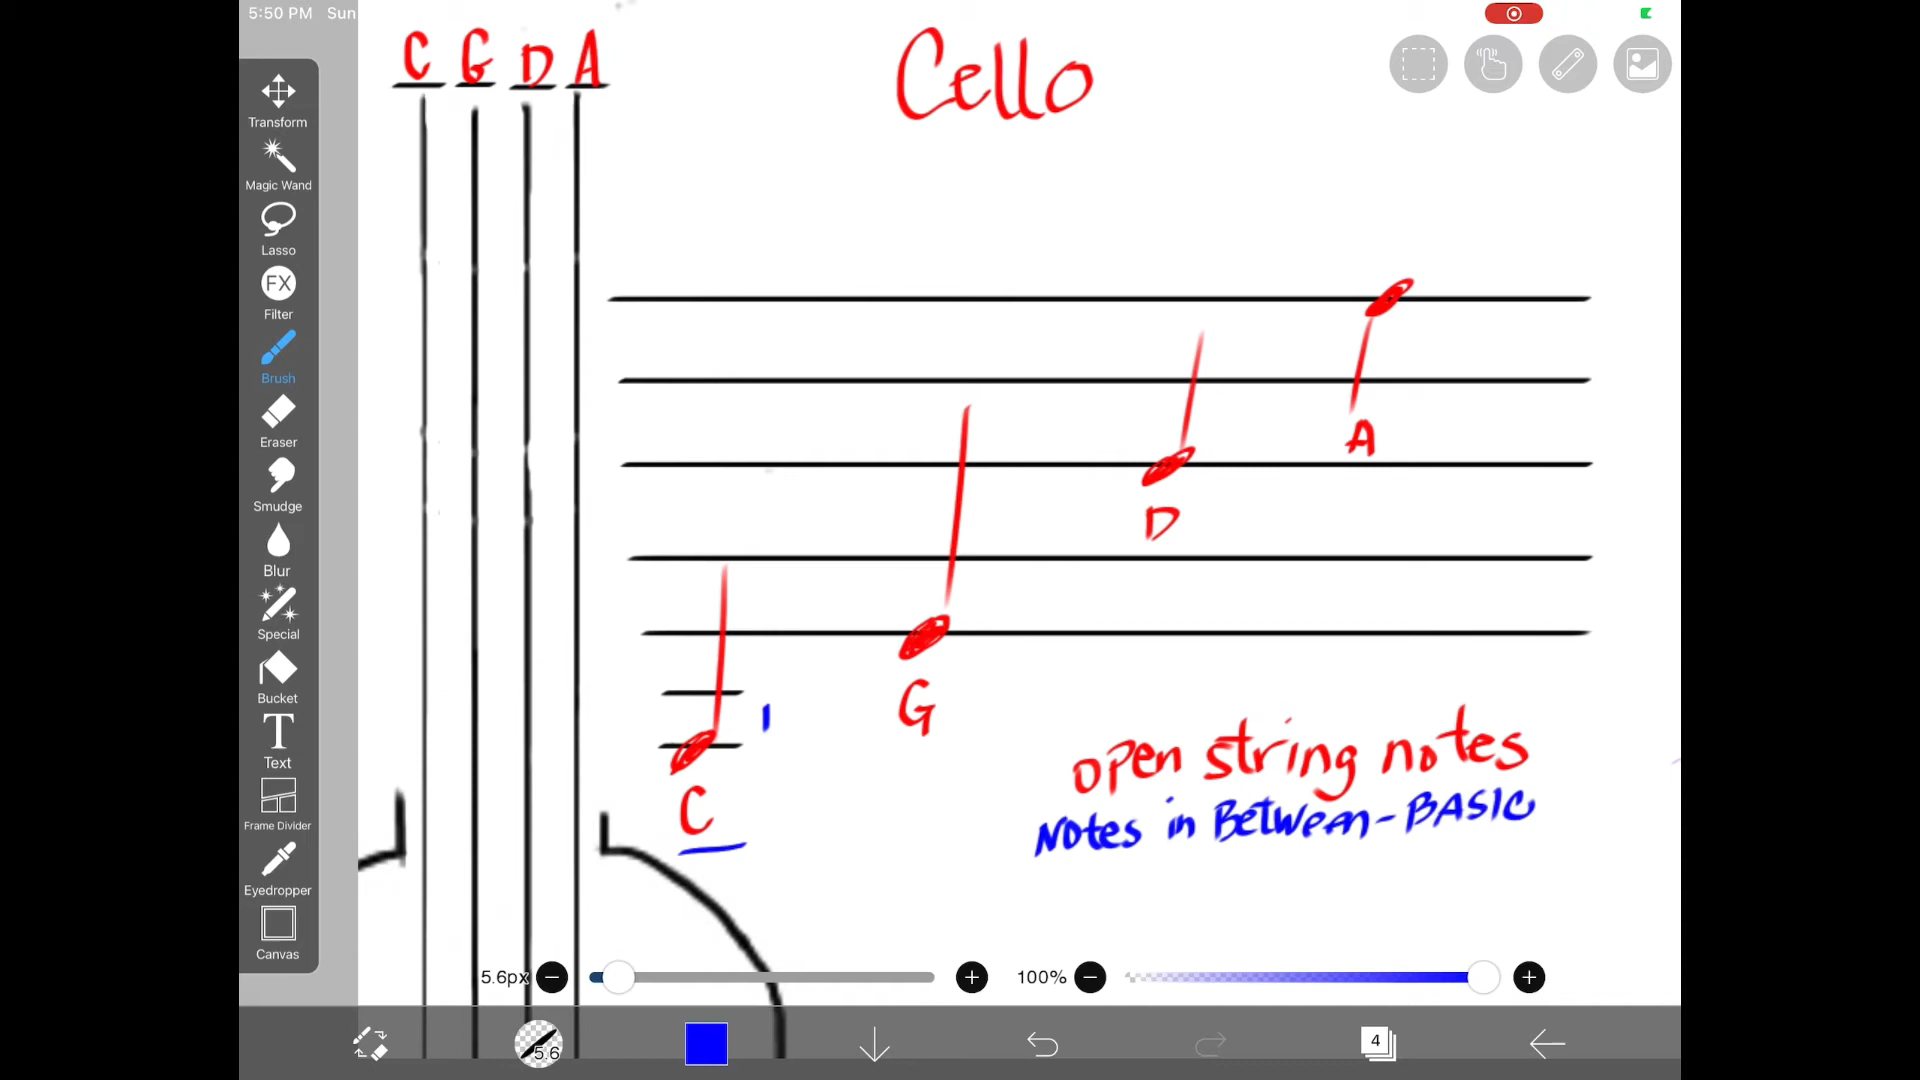 5:50 PM Sun
C G D A
Cello
Transform
Magic Wand
Lasso
FX
Filter
Brush
Eraser
Smudge
Blur
Special
Bucket
T
Text
Frame Divider
Eyedropper
Canvas
A
D
G
C
open string notes
Notes in Between-BASIC
5.6px
100%
5.6
4